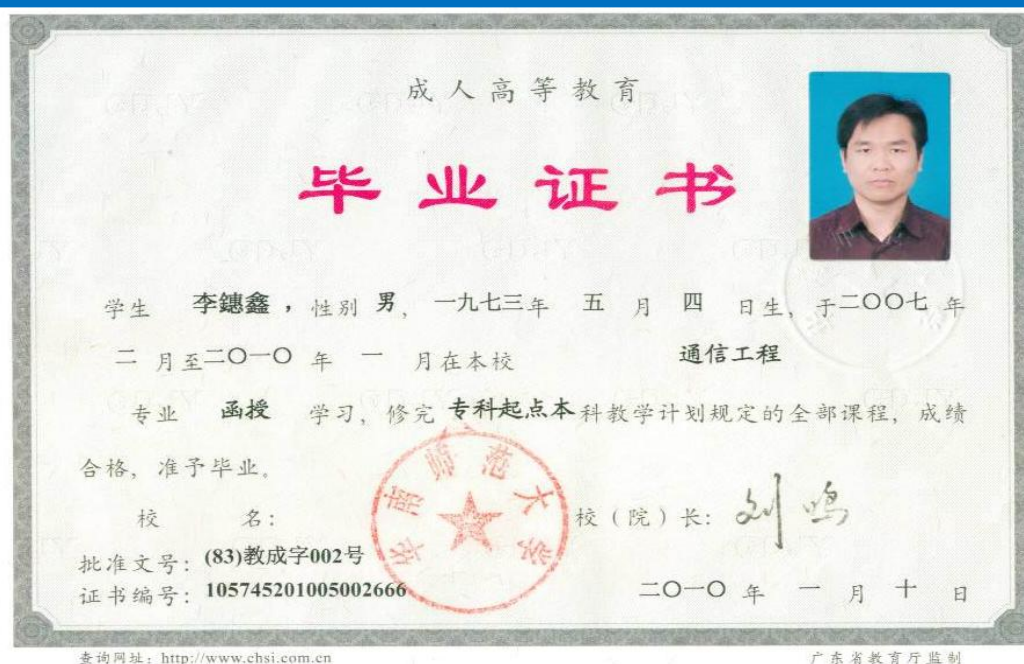 成人高等教育
毕业证书
学生 李鏸鑫，性别 男，一九七三年 五 月 四 日生，于二〇〇七 年
二 月至二〇一〇 年 一 月在本校 通信工程
专业 函授 学习，修完 专科起点本科教学计划规定的全部课程，成绩
合格，准予毕业。
华南师范大学
校 名： 校（院）长：刘鸣
批准文号：(83)教成字002号
证书编号：105745201005002666 二〇一〇 年 一 月 十 日
查询网址：http://www.chsi.com.cn 广东省教育厅监制